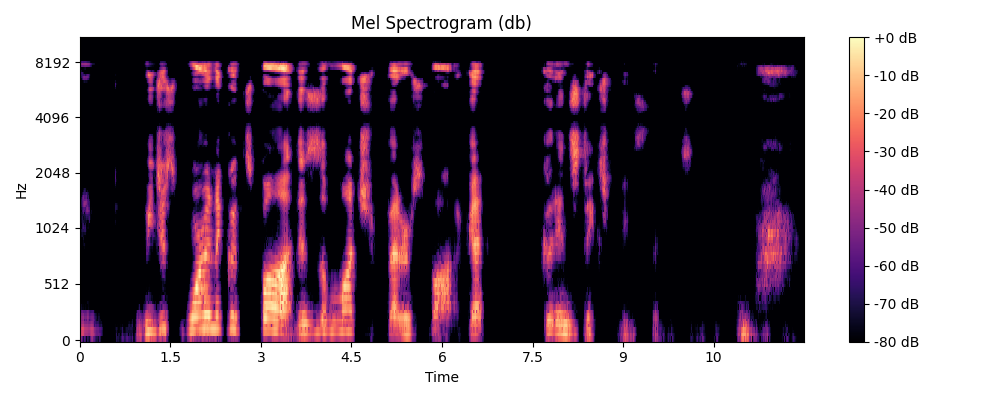 Mel Spectrogram (db)
+0 dB
8192
-10 dB
4096
-20 dB
-30 dB
2048
Hz
-40 dB
1024
-50 dB
-60 dB
512
-70 dB
0
-80 dB
0 1.5 3 4.5 6 7.5 9 10
Time